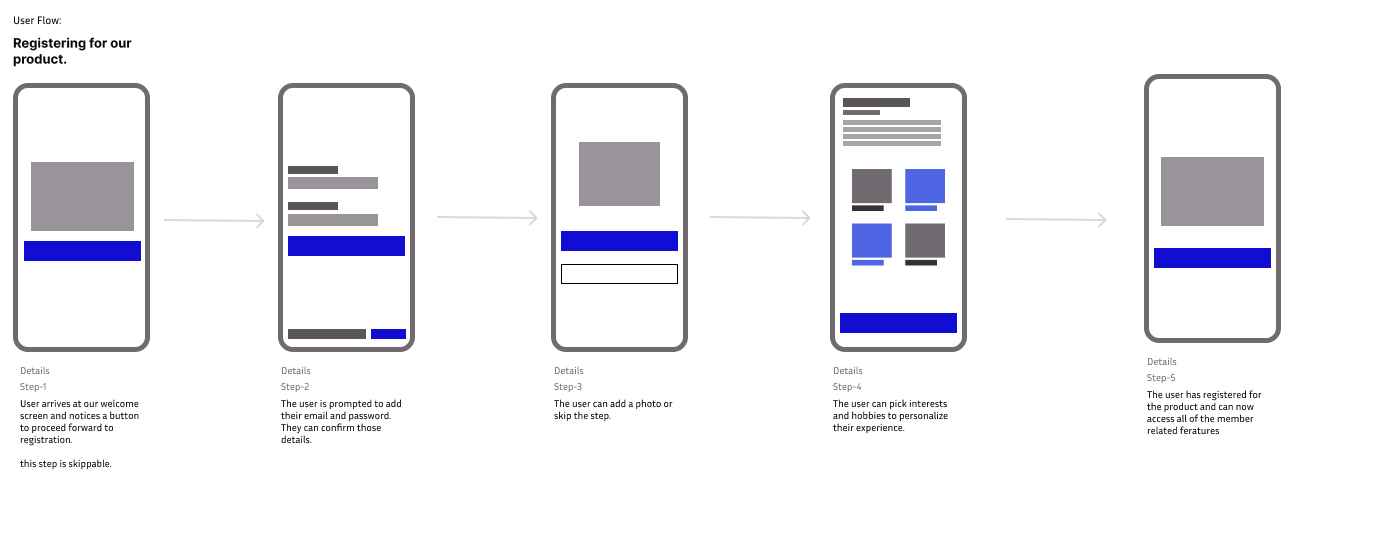 User Flow:
Registering for our
product.
Details
Step-1
User arrives at our welcome
screen and notices a button
to proceed forward to
registration.
this step is skippable.
Details
Step-2
The user is prompted to add
their email and password.
They can confirm those
details.
Details
Step-3
The user can add a photo or
skip the step.
Details
Step-4
The user can pick interests
and hobbies to personalize
their experience.
Details
Step-5
The user has registered for
the product and can now
access all of the member
related feratures